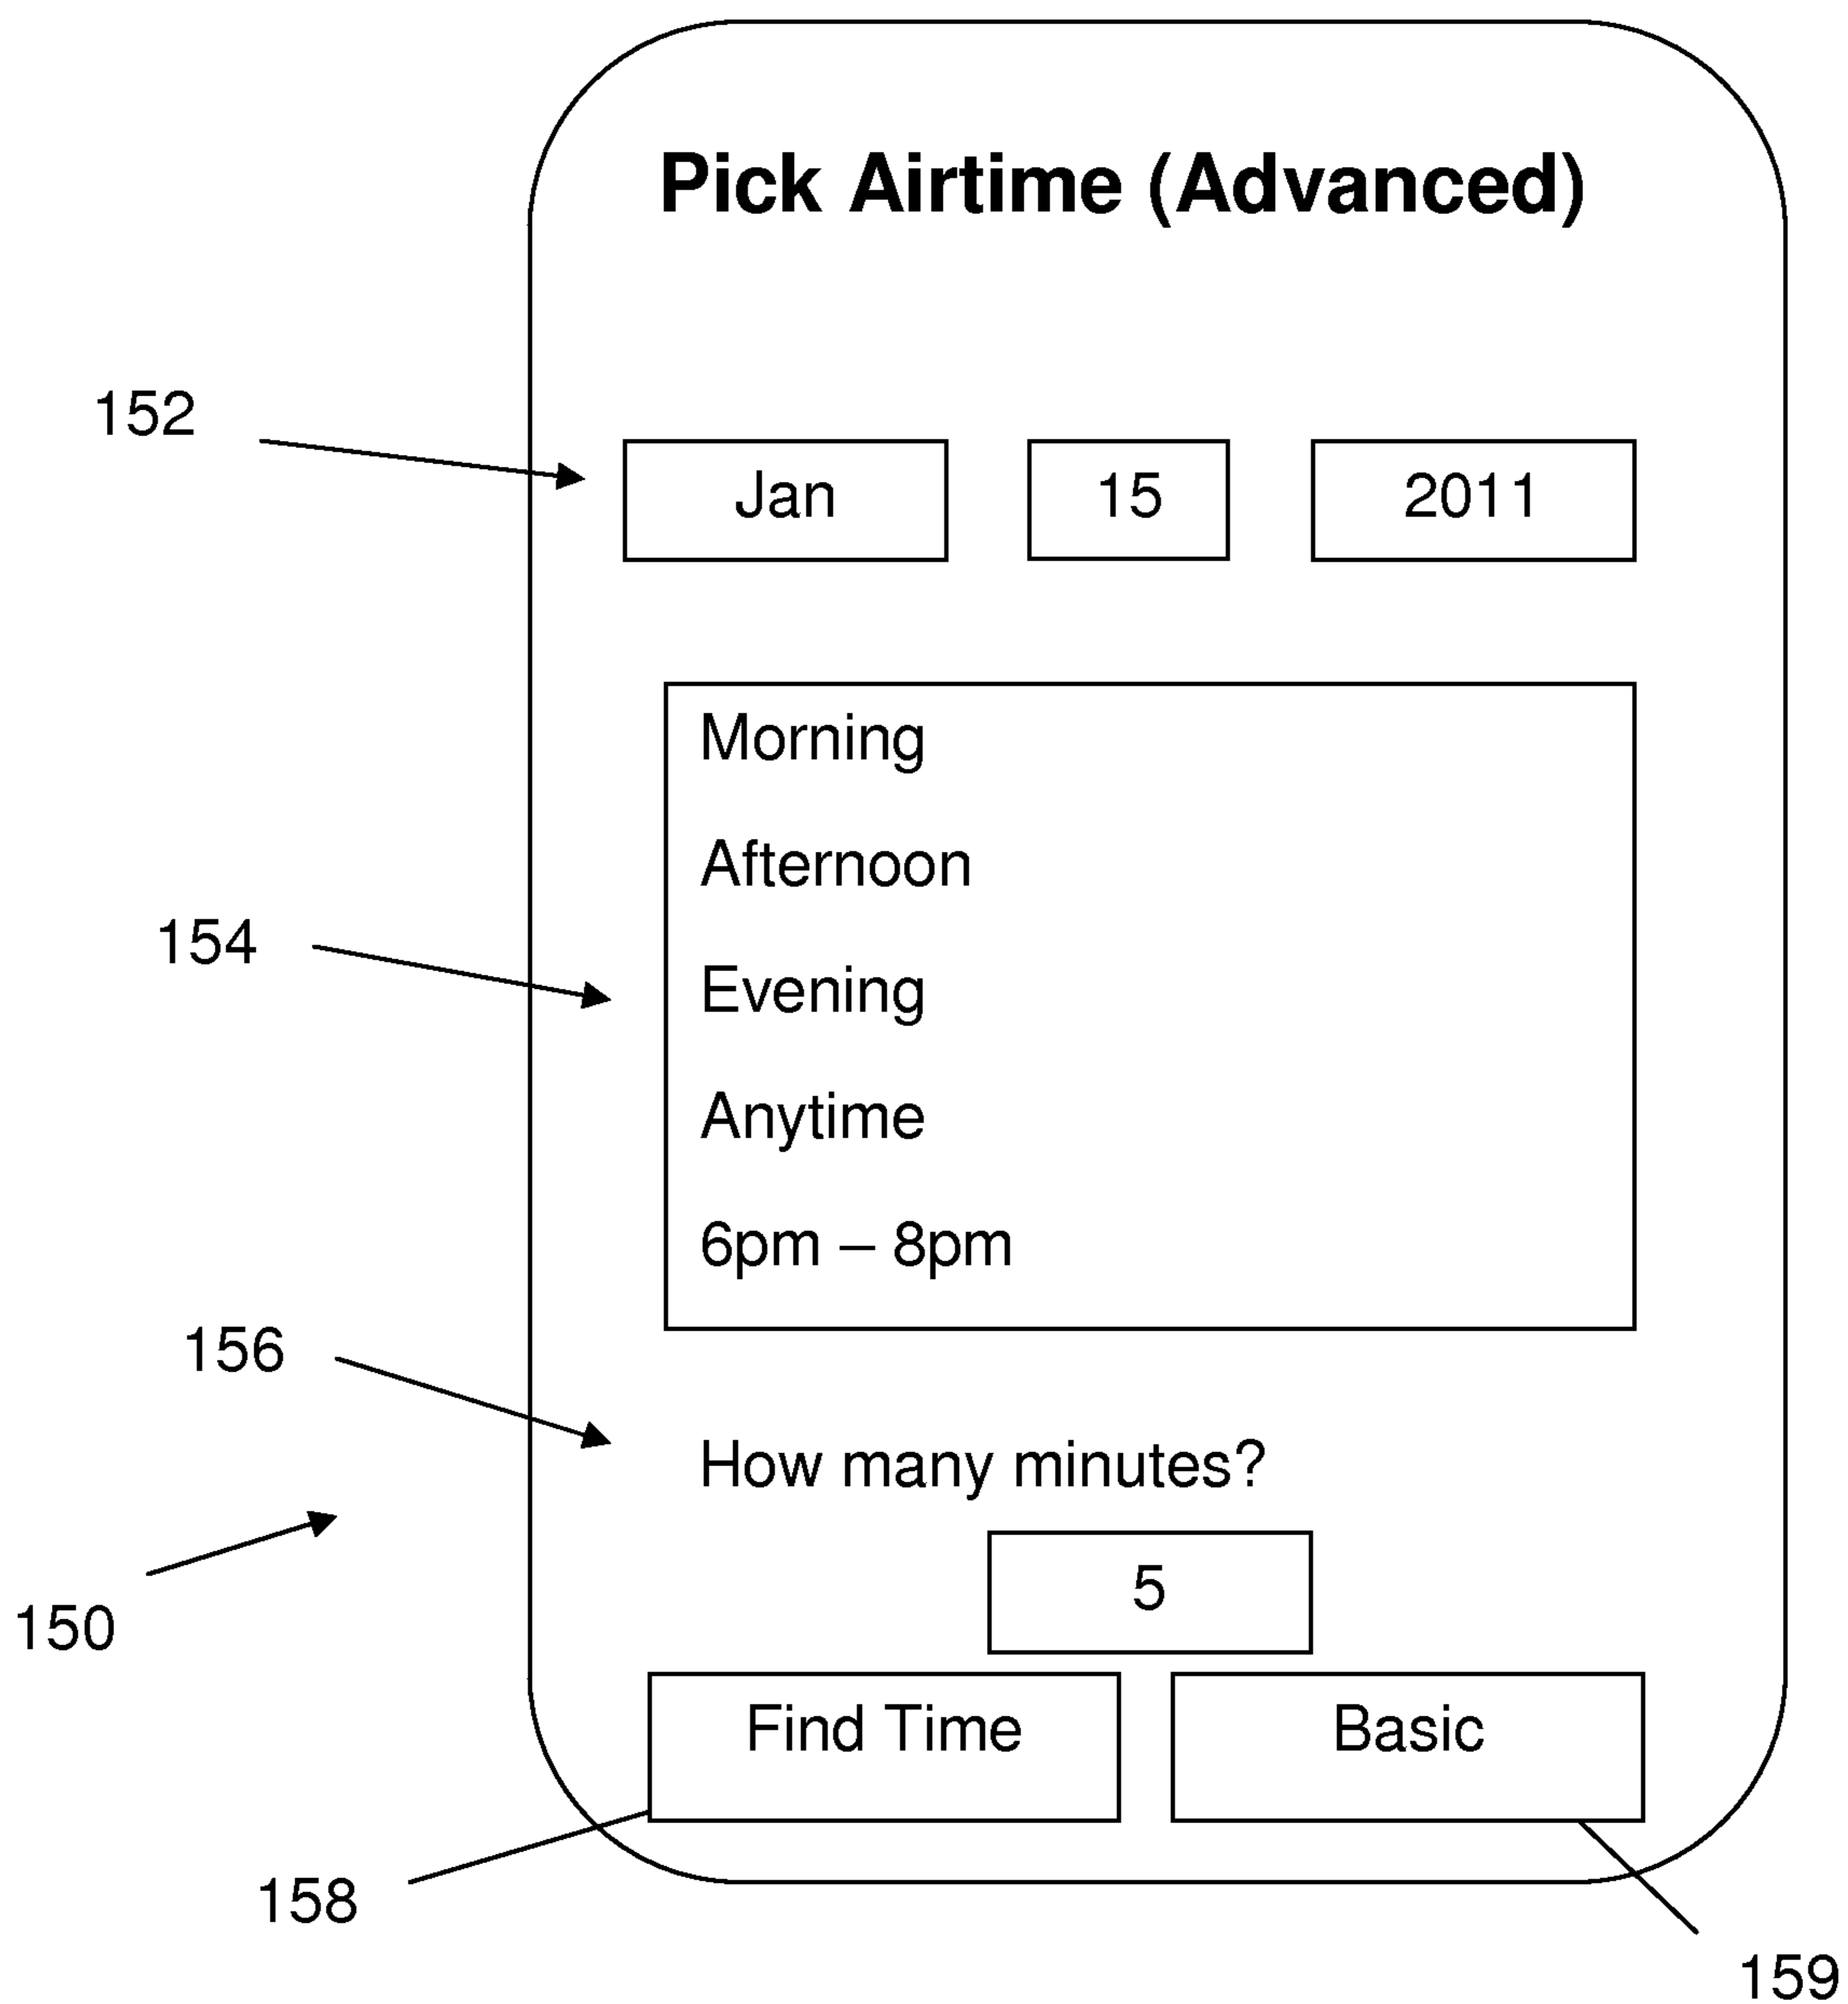 Pick Airtime (Advanced)
152
Jan 15 2011
Morning
Afternoon
154
Evening
Anytime
6pm – 8pm
156
How many minutes?
150
5
Find Time Basic
158
159